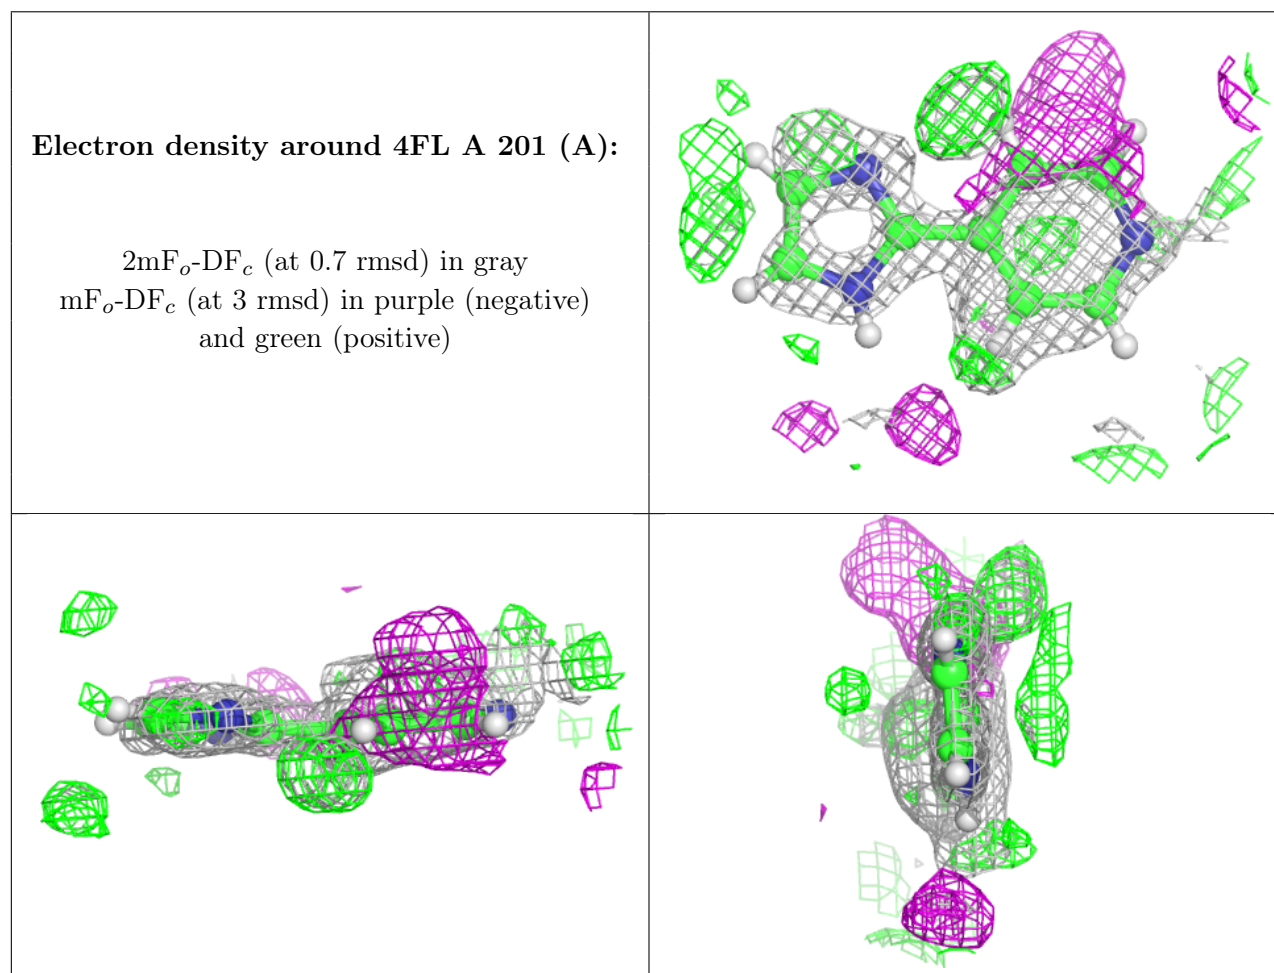 Electron density around 4FL A 201 (A):
2mFo-DFc (at 0.7 rmsd) in gray
mFo-DFc (at 3 rmsd) in purple (negative)
and green (positive)